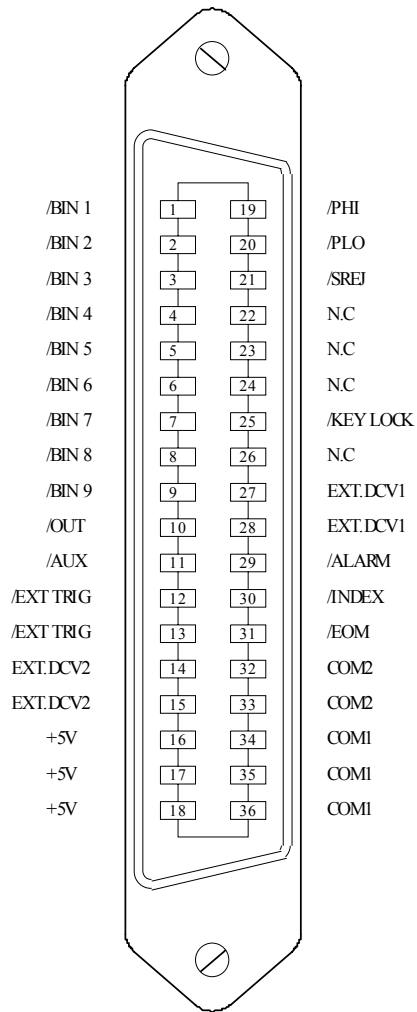 /BIN 1 1 19 /PHI
/BIN 2 2 20 /PLO
/BIN 3 3 21 /SREJ
/BIN 4 4 22 N.C
/BIN 5 5 23 N.C
/BIN 6 6 24 N.C
/BIN 7 7 25 /KEY LOCK
/BIN 8 8 26 N.C
/BIN 9 9 27 EXT.DCV1
/OUT 10 28 EXT.DCV1
/AUX 11 29 /ALARM
/EXT TRIG 12 30 /INDEX
/EXT TRIG 13 31 /EOM
EXT.DCV2 14 32 COM2
EXT.DCV2 15 33 COM2
+5V 16 34 COM1
+5V 17 35 COM1
+5V 18 36 COM1